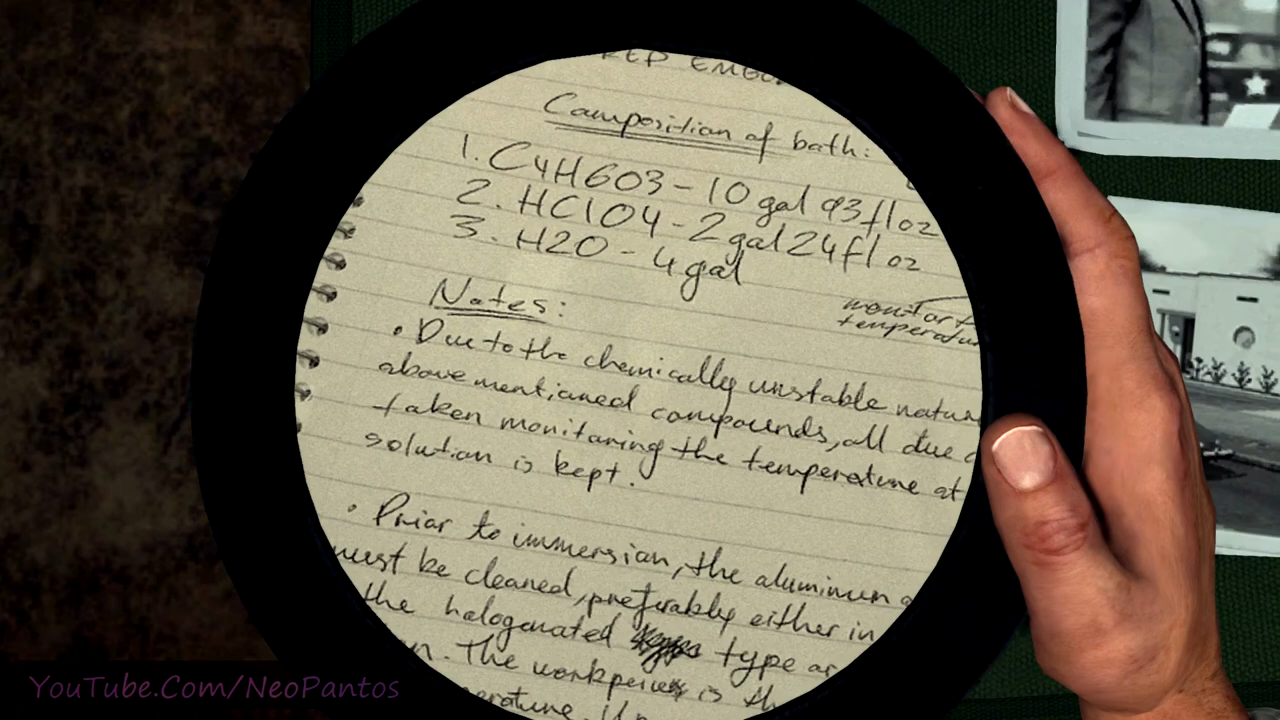 Composition of bath:
1. C4H6O3 - 10 gal 93 fl oz
2. HClO4 - 2 gal 24 fl oz
3. H2O - 4 gal
monitor
Notes:
• Due to the chemically unstable
above mentioned compounds, all due
taken monitoring the temperature at
solution is kept.
• Prior to immersion, the aluminum
must be cleaned, preferably either in
the halogenated type
The workpiece is
YouTube.Com/NeoPantos